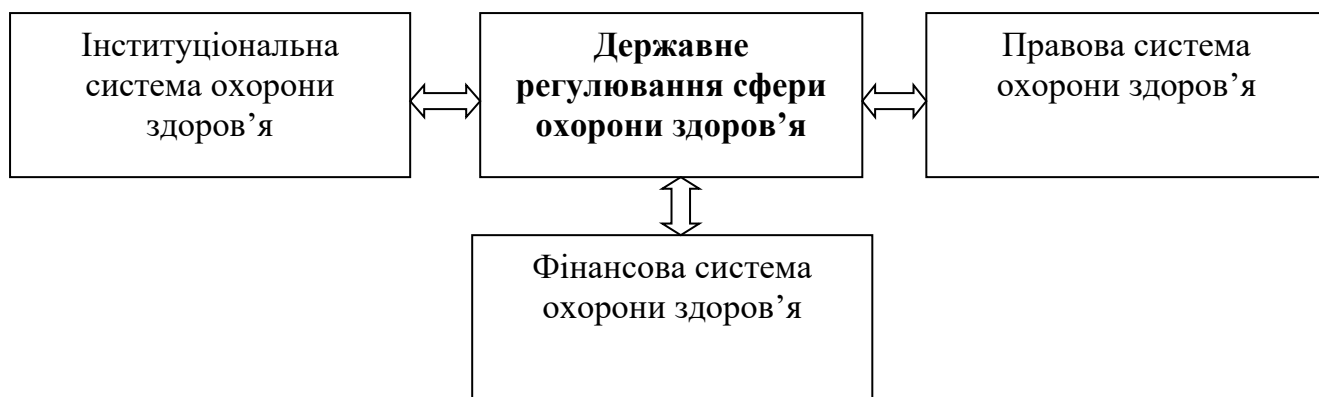 Інституціональна
система охорони
здоров’я
Державне
регулювання сфери
охорони здоров’я
Правова система
охорони здоров’я
Фінансова система
охорони здоров’я